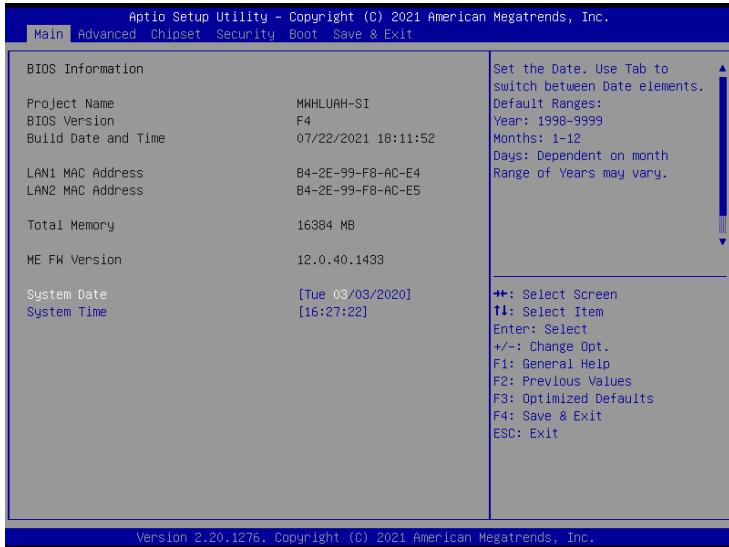 Aptio Setup Utility – Copyright (C) 2021 American Megatrends, Inc.
Main Advanced Chipset Security Boot Save & Exit
BIOS Information
Project Name MWHLUAH-SI
BIOS Version F4
Build Date and Time 07/22/2021 18:11:52
LAN1 MAC Address B4-2E-99-F8-AC-E4
LAN2 MAC Address B4-2E-99-F8-AC-E5
Total Memory 16384 MB
ME FW Version 12.0.40.1433
System Date [Tue 03/03/2020]
System Time [16:27:22]
Set the Date. Use Tab to
switch between Date elements.
Default Ranges:
Year: 1998-9999
Months: 1-12
Days: Dependent on month
Range of Years may vary.
→←: Select Screen
↑↓: Select Item
Enter: Select
+/-: Change Opt.
F1: General Help
F2: Previous Values
F3: Optimized Defaults
F4: Save & Exit
ESC: Exit
Version 2.20.1276. Copyright (C) 2021 American Megatrends, Inc.